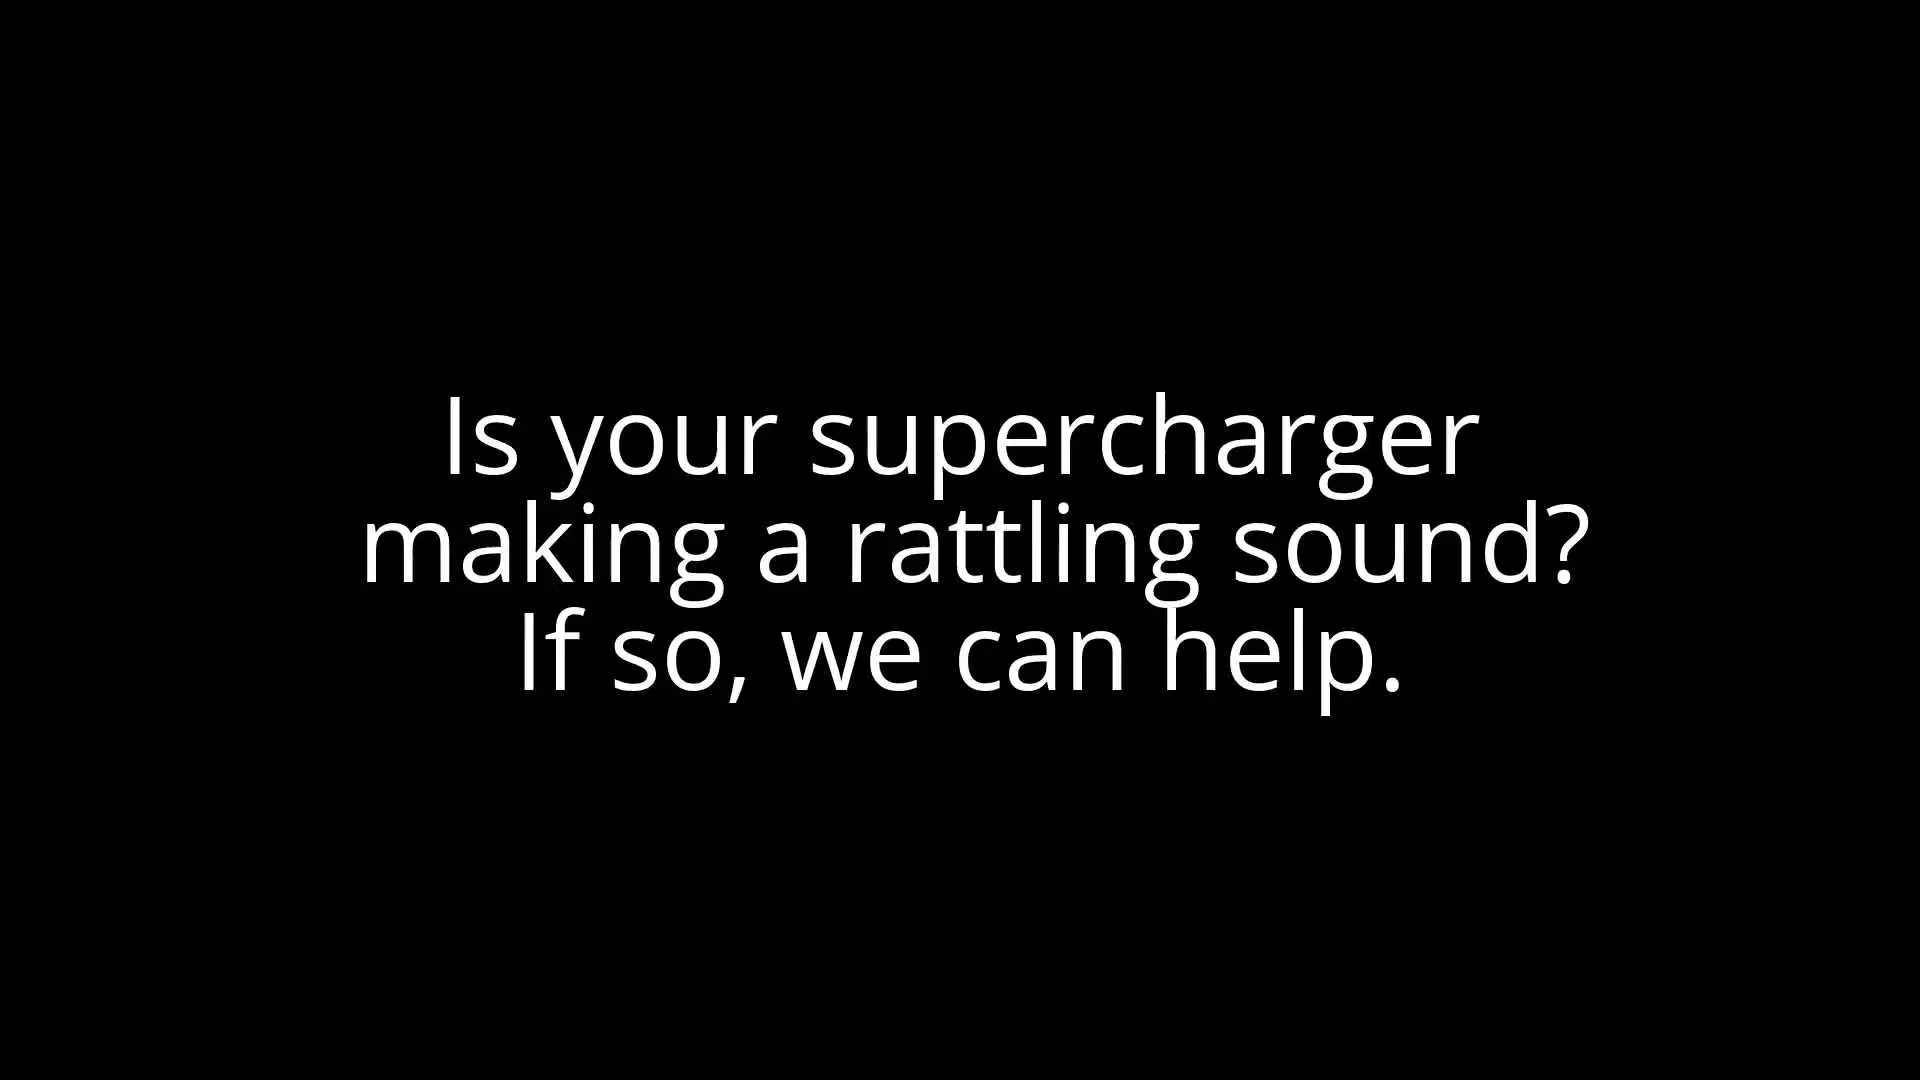 Is your supercharger
making a rattling sound?
If so, we can help.